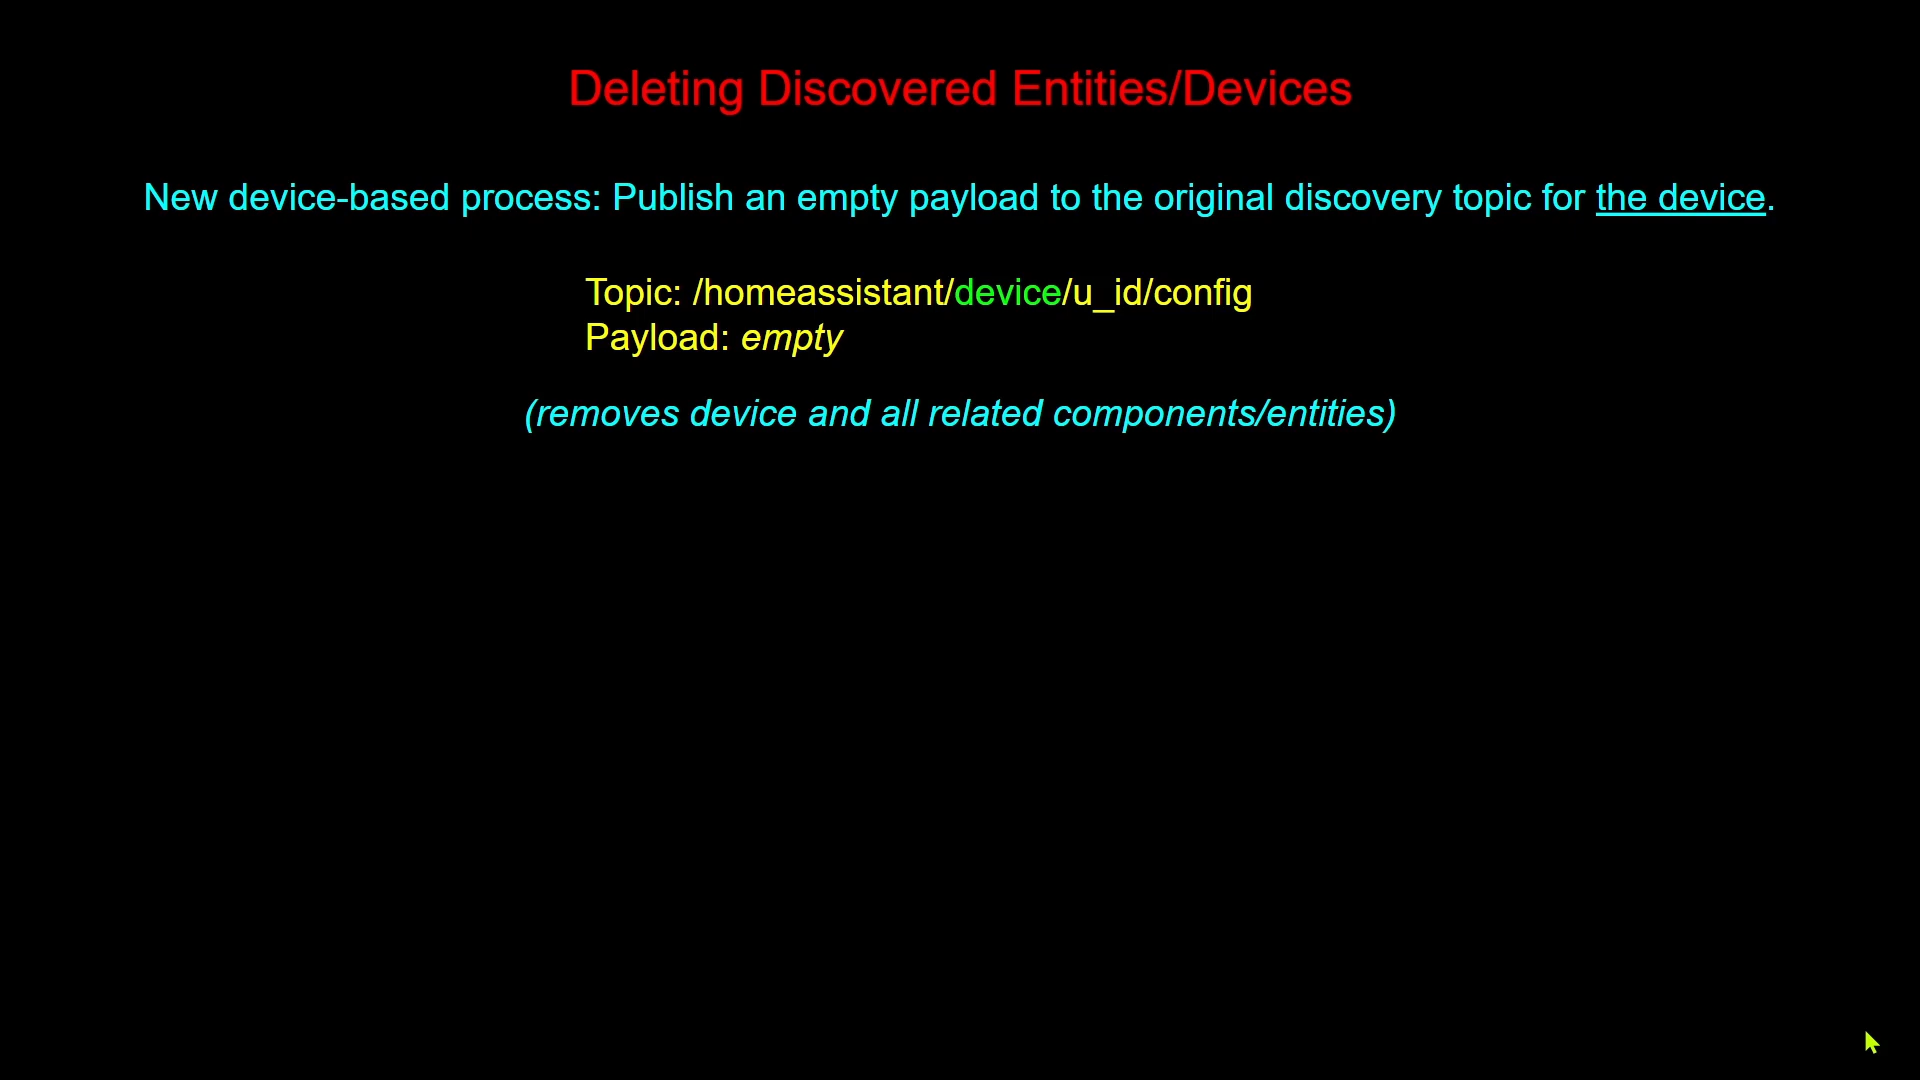 Deleting Discovered Entities/Devices
New device-based process: Publish an empty payload to the original discovery topic for the device.
Topic: /homeassistant/device/u_id/config
Payload: empty
(removes device and all related components/entities)